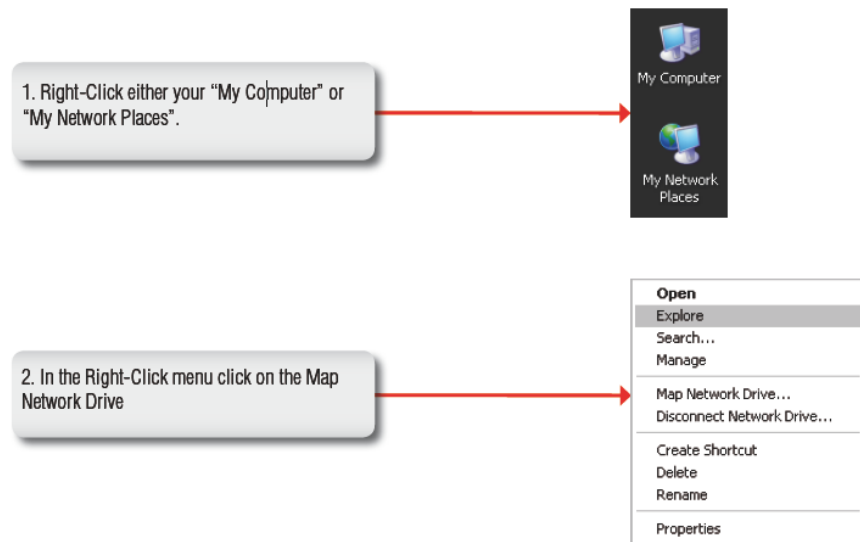 My Computer
1. Right-Click either your “My Computer” or
“My Network Places”.
My Network
Places
Open
Explore
Search...
Manage
2. In the Right-Click menu click on the Map
Network Drive
Map Network Drive...
Disconnect Network Drive...
Create Shortcut
Delete
Rename
Properties